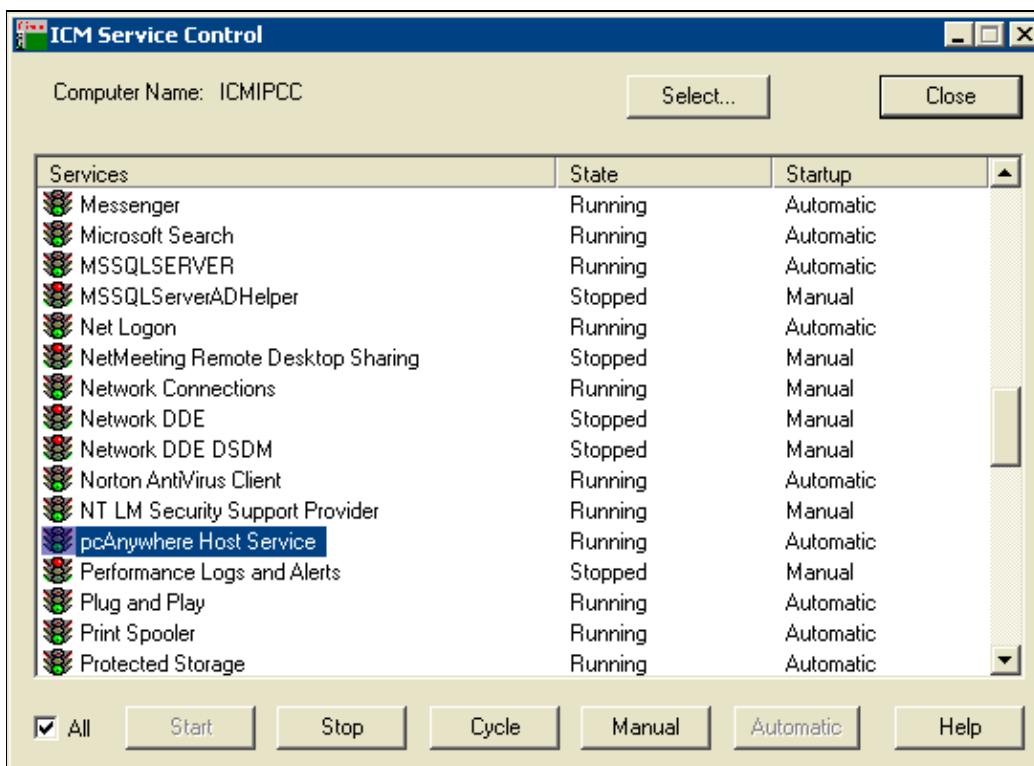 ICM Service Control
Computer Name: ICMIPCC Select... Close
Services State Startup
Messenger Running Automatic
Microsoft Search Running Automatic
MSSQLSERVER Running Automatic
MSSQLServerADHelper Stopped Manual
Net Logon Running Automatic
NetMeeting Remote Desktop Sharing Stopped Manual
Network Connections Running Manual
Network DDE Stopped Manual
Network DDE DSDM Stopped Manual
Norton AntiVirus Client Running Automatic
NT LM Security Support Provider Running Manual
pcAnywhere Host Service Running Automatic
Performance Logs and Alerts Stopped Manual
Plug and Play Running Automatic
Print Spooler Running Automatic
Protected Storage Running Automatic
All Start Stop Cycle Manual Automatic Help